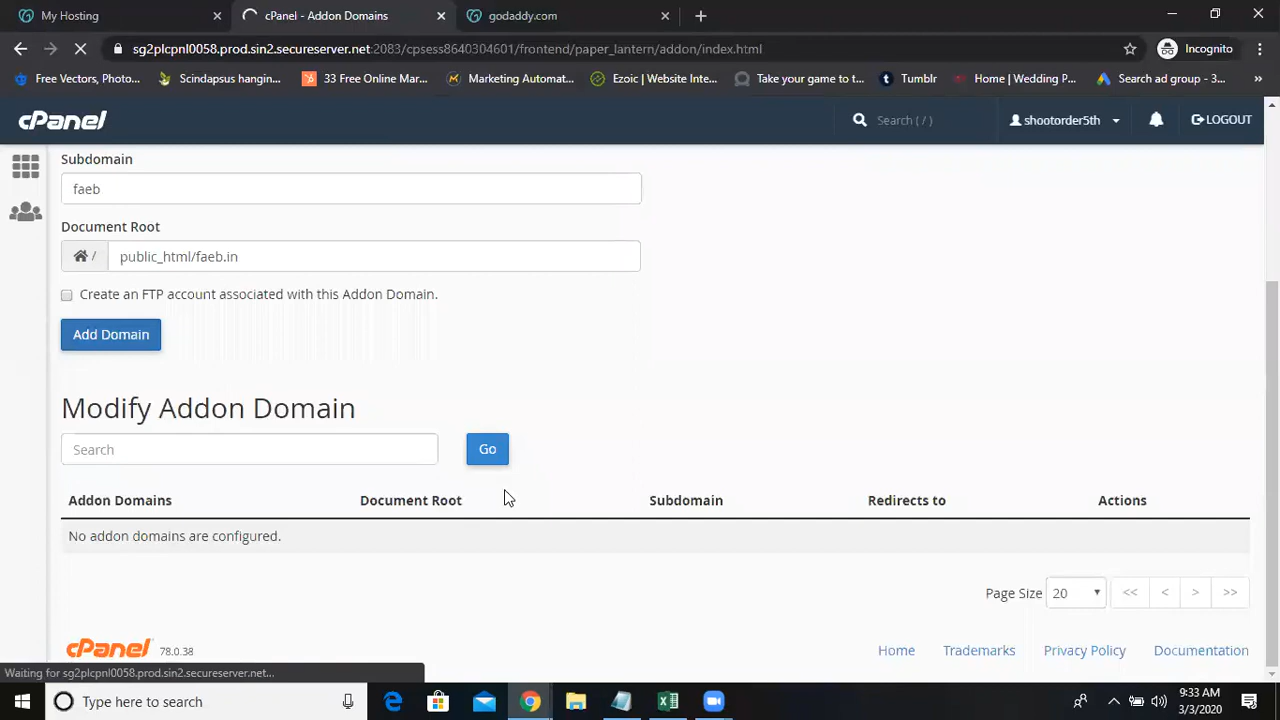 My Hosting
cPanel - Addon Domains
godaddy.com
sg2plcpnl0058.prod.sin2.secureserver.net:2083/cpsess8640304601/frontend/paper_lantern/addon/index.html
Incognito
Free Vectors, Photo...
Scindapsus hangin...
33 Free Online Mar...
Marketing Automat...
Ezoic | Website Inte...
Take your game to t...
Tumblr
Home | Wedding P...
Search ad group - 3...
cPanel
Search ( / )
shootorder5th
LOGOUT
Subdomain
faeb
Document Root
/ public_html/faeb.in
Create an FTP account associated with this Addon Domain.
Add Domain
Modify Addon Domain
Search
Go
Addon Domains Document Root Subdomain Redirects to Actions
No addon domains are configured.
Page Size 20 << < > >>
cPanel 78.0.38
Home Trademarks Privacy Policy Documentation
Waiting for sg2plcpnl0058.prod.sin2.secureserver.net...
Type here to search
9:33 AM
3/3/2020